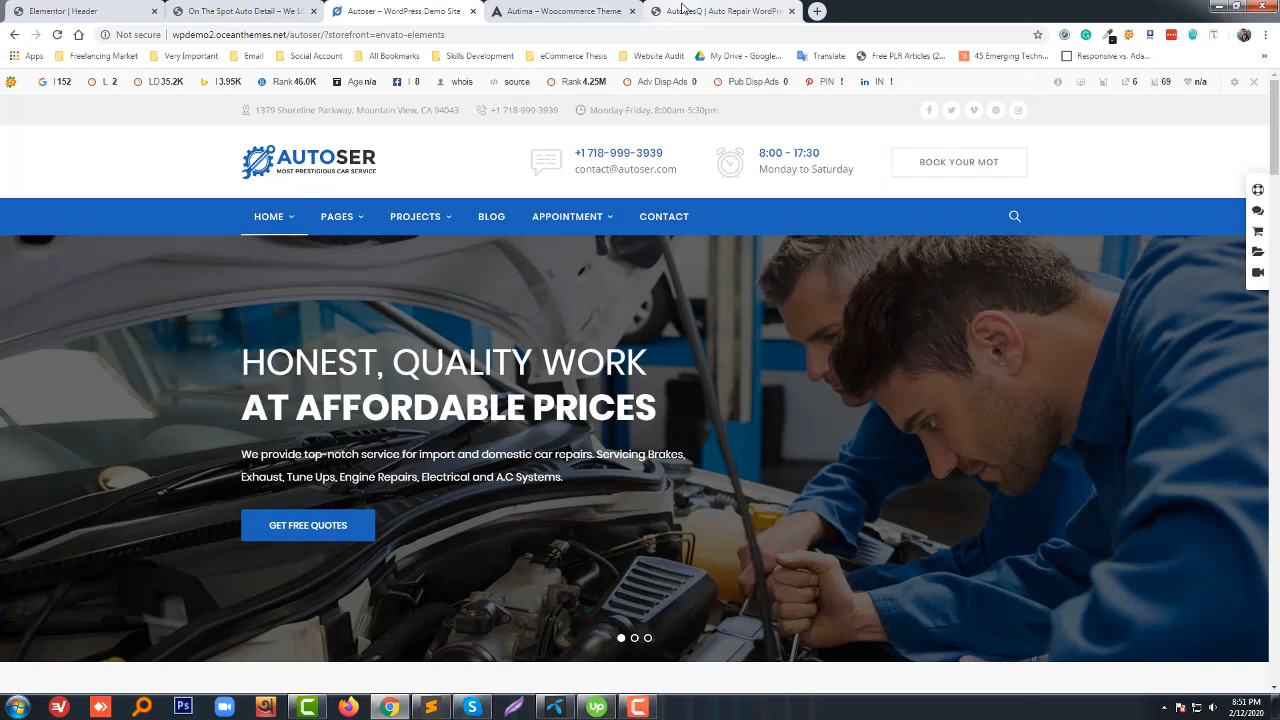 Elementor | Header
On The Spot Auto Detail – We LO
Autoser – WordPress Demo Site
Autima – Woocommerce Theme
| Auto Repair WordPre
Not secure
wpdemo2.oceanthemes.net/autoser/?storefront=envato-elements
Apps
Freelancing Market
Very Important
Email
Social Accounts
All Bookmarks
Skills Development
eCommerce Thesis
Website Audit
My Drive - Google...
Translate
Free PLR Articles D...
45 Emerging Techn...
Responsive vs. Ada...
»
I 152
L 2
LD 35.2K
I 3.95K
Rank 46.0K
Age n/a
I 8
whois
source
Rank 4.25M
Adv Disp Ads 0
Pub Disp Ads 0
PIN !
IN !
0
46
69
n/a
1379 Shoreline Parkway, Mountain View, CA 94043
+1 718-999-3939
Monday-Friday, 8:00am-5:30pm
AUTOSER
MOST PRESTIGIOUS CAR SERVICE
+1 718-999-3939
contact@autoser.com
8:00 - 17:30
Monday to Saturday
BOOK YOUR MOT
HOME
PAGES
PROJECTS
BLOG
APPOINTMENT
CONTACT
HONEST, QUALITY WORK
AT AFFORDABLE PRICES
We provide top-notch service for import and domestic car repairs. Servicing Brakes,
Exhaust, Tune Ups, Engine Repairs, Electrical and A.C Systems.
GET FREE QUOTES
8:51 PM
2/12/2020